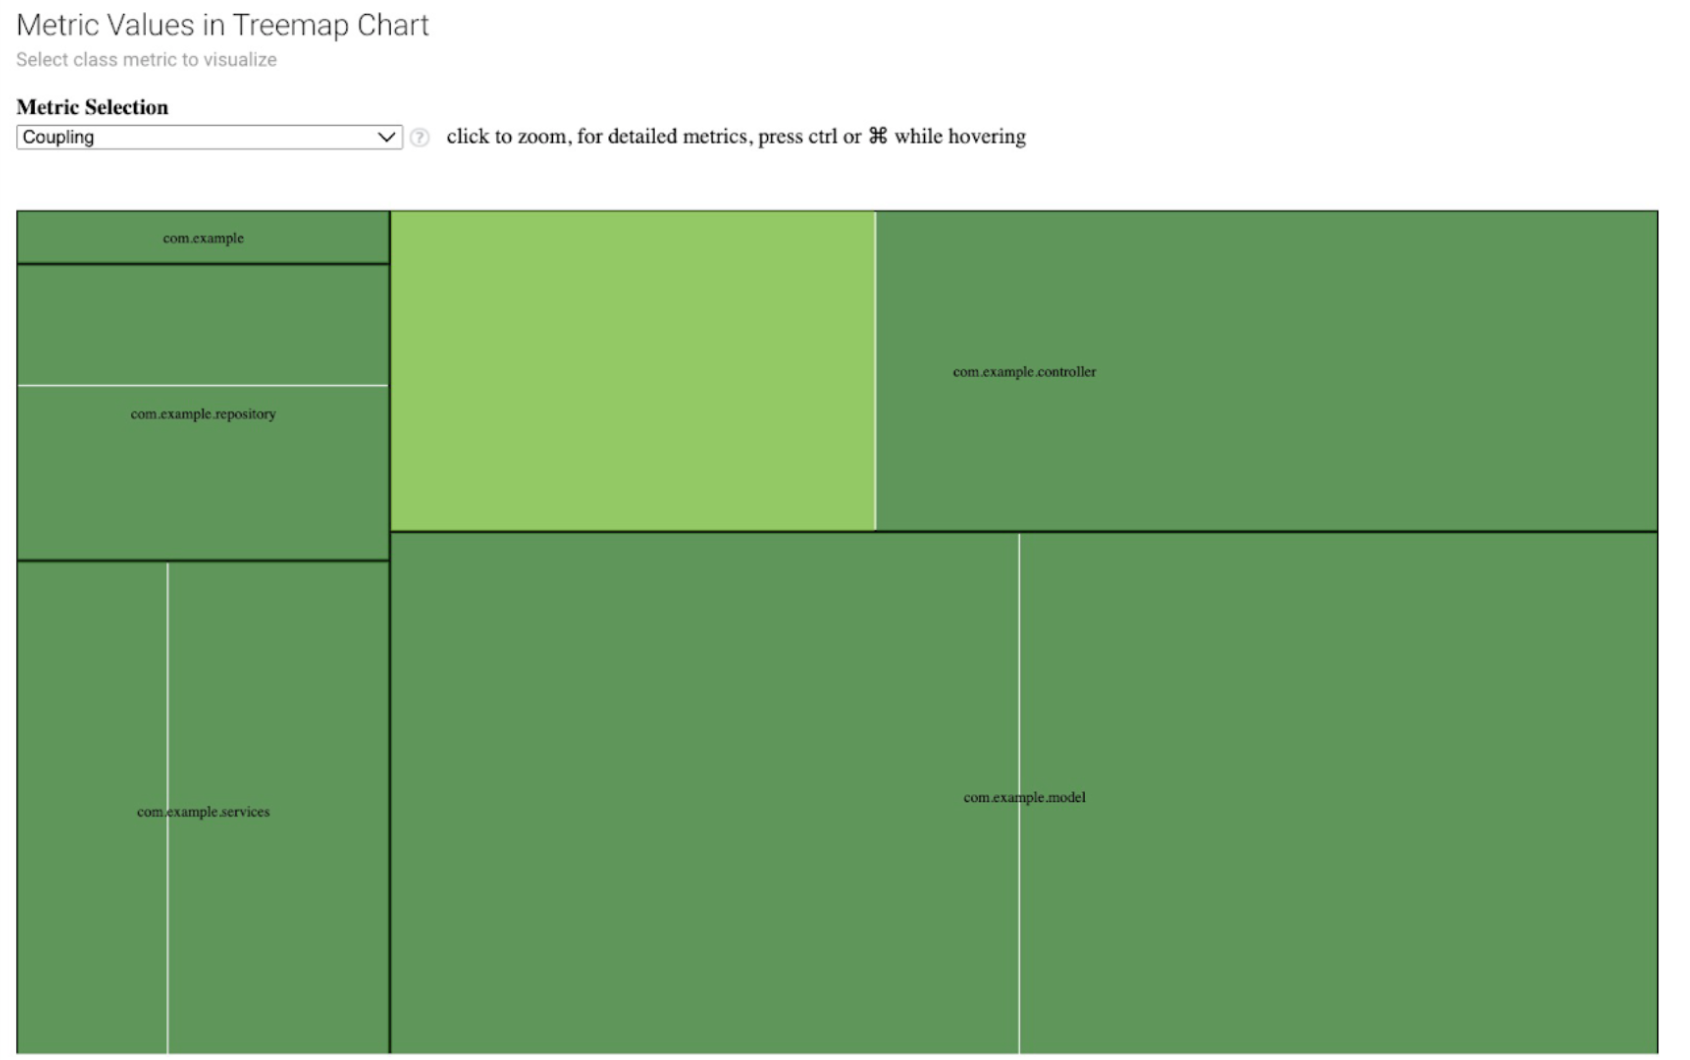 Metric Values in Treemap Chart
Select class metric to visualize
Metric Selection
Coupling
? click to zoom, for detailed metrics, press ctrl or ⌘ while hovering
com.example
com.example.controller
com.example.repository
com.example.model
com.example.services